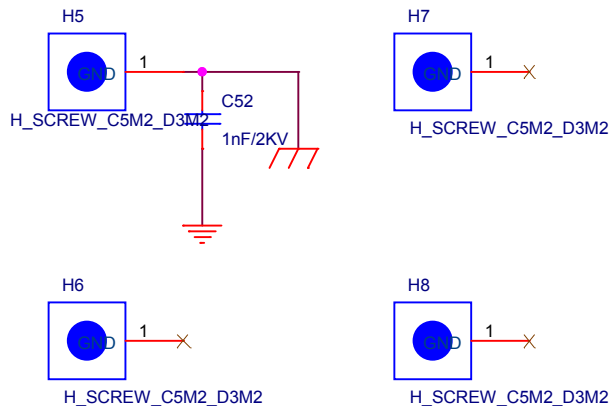 H5
GND
1
H_SCREW_C5M2_D3M2
C52
1nF/2KV
H7
GND
1
H_SCREW_C5M2_D3M2
H6
GND
1
H_SCREW_C5M2_D3M2
H8
GND
1
H_SCREW_C5M2_D3M2